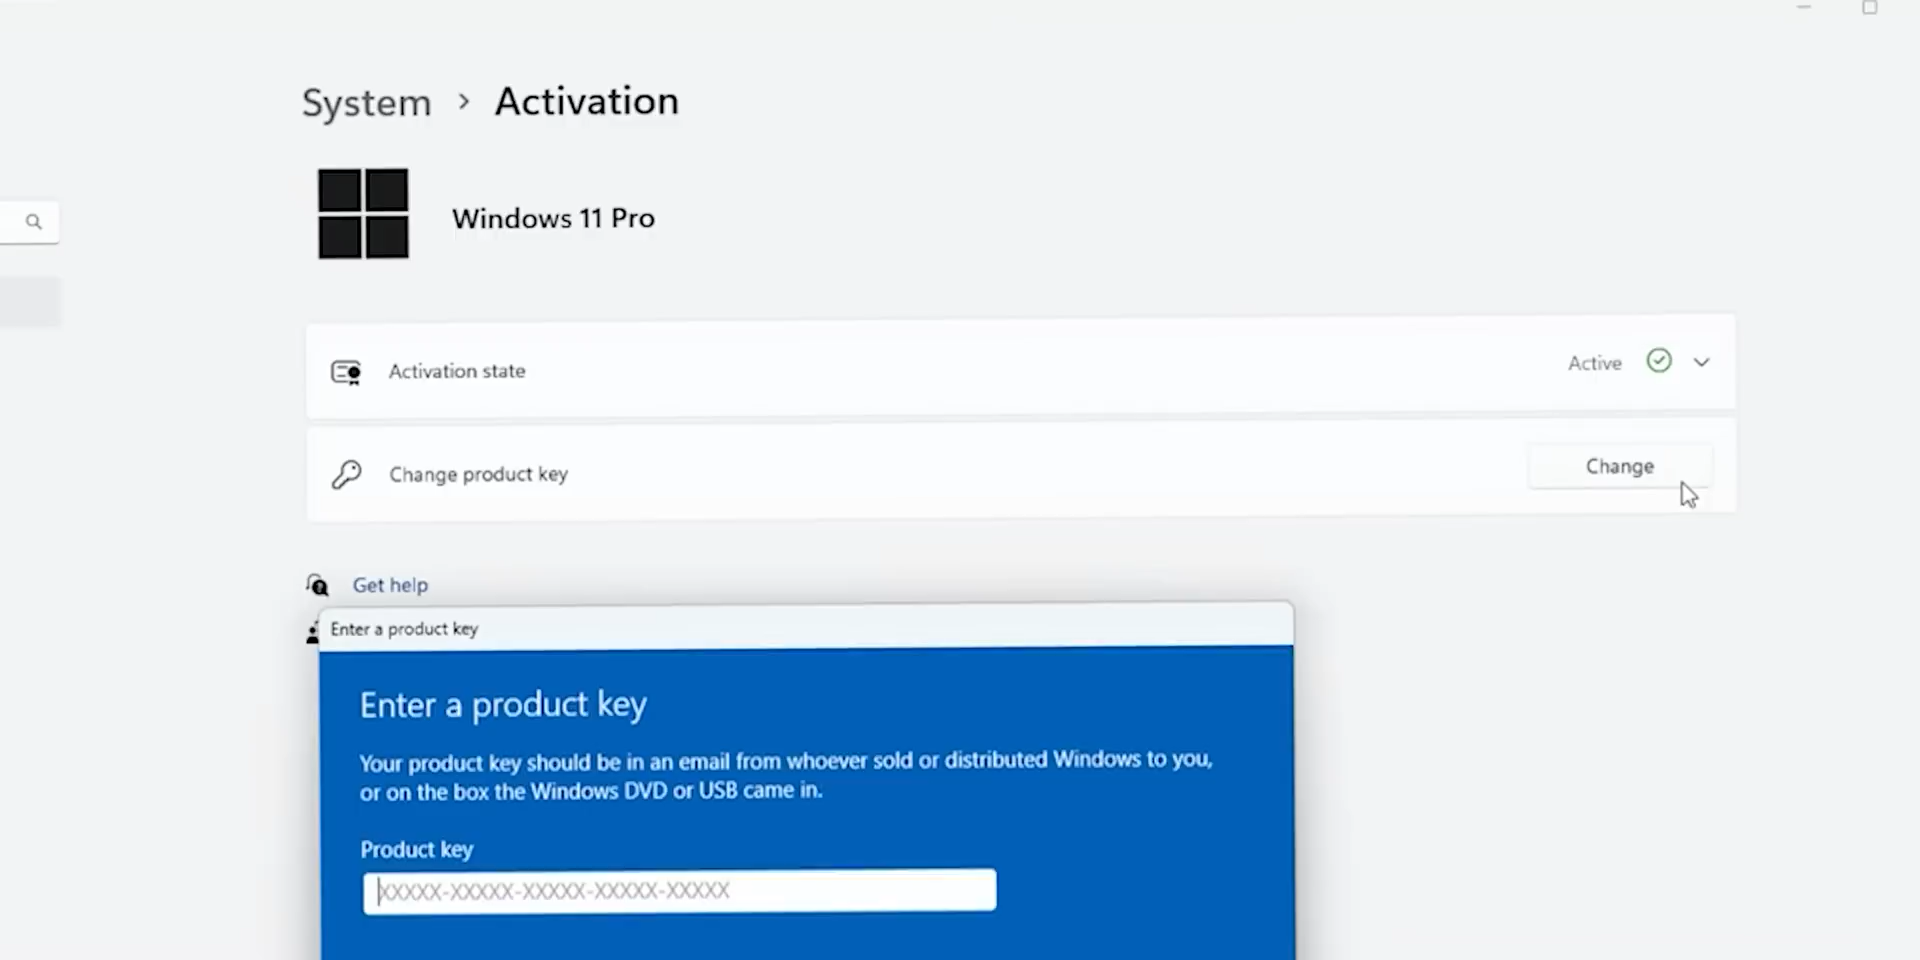 System > Activation
Windows 11 Pro
Activation state
Active
Change product key
Change
Get help
Enter a product key
Enter a product key
Your product key should be in an email from whoever sold or distributed Windows to you,
or on the box the Windows DVD or USB came in.
Product key
XXXXX-XXXXX-XXXXX-XXXXX-XXXXX